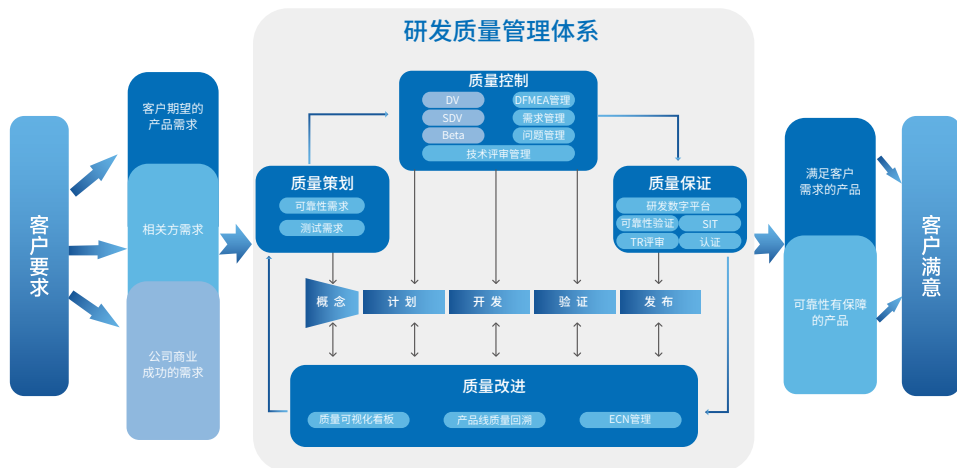 研发质量管理体系
客户要求
客户期望的
产品需求
相关方需求
公司商业
成功的需求
质量策划
可靠性需求
测试需求
质量控制
DV
DFMEA管理
SDV
需求管理
Beta
问题管理
技术评审管理
质量保证
研发数字平台
可靠性验证
SIT
TR评审
认证
概念
计划
开发
验证
发布
质量改进
质量可视化看板
产品线质量回溯
ECN管理
满足客户
需求的产品
可靠性有保障
的产品
客户满意